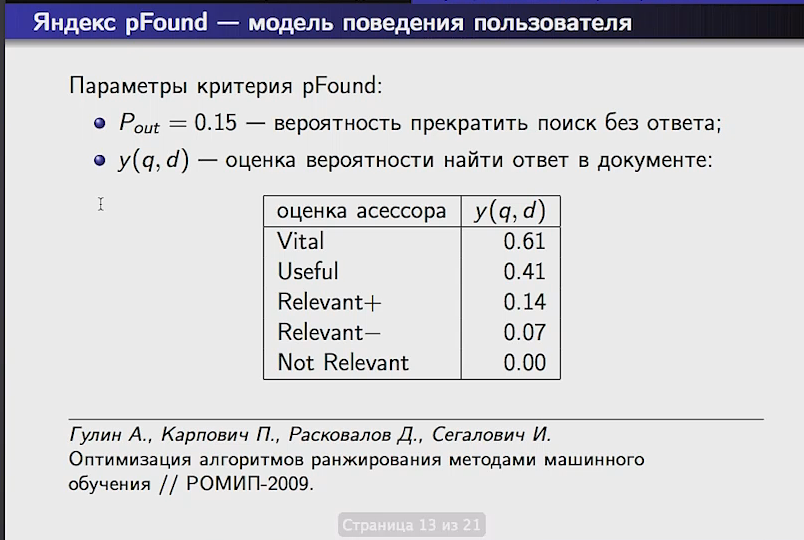 Яндекс pFound — модель поведения пользователя
Параметры критерия pFound:
P_out = 0.15 — вероятность прекратить поиск без ответа;
y(q, d) — оценка вероятности найти ответ в документе:
оценка асессора y(q, d)
Vital 0.61
Useful 0.41
Relevant+ 0.14
Relevant− 0.07
Not Relevant 0.00
Гулин А., Карпович П., Расковалов Д., Сегалович И.
Оптимизация алгоритмов ранжирования методами машинного
обучения // РОМИП-2009.
Страница 13 из 21